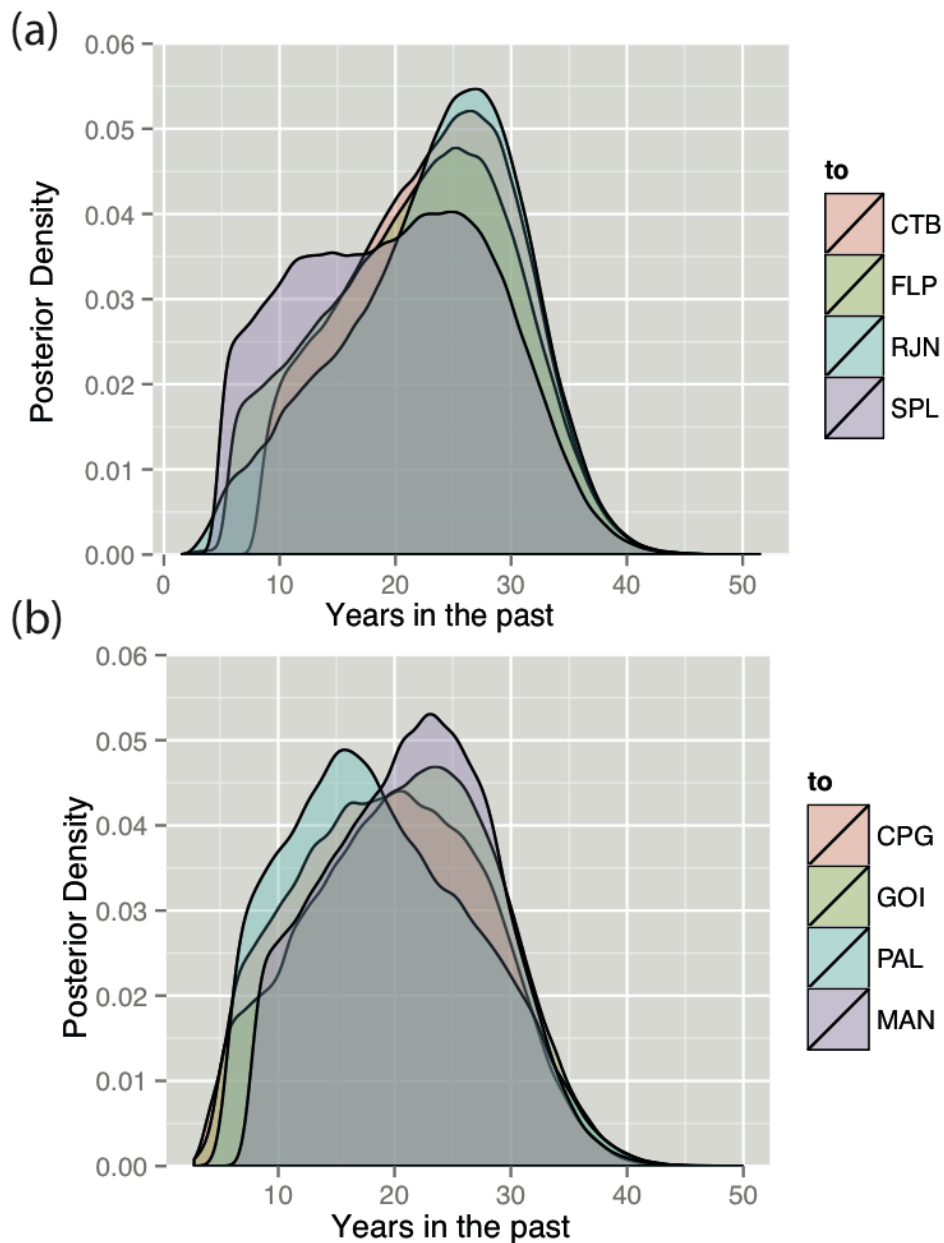 (a)
0.06
0.05
0.04
0.03
0.02
0.01
0.00
Posterior Density
0 10 20 30 40 50
Years in the past
to
CTB
FLP
RJN
SPL
(b)
0.06
0.05
0.04
0.03
0.02
0.01
0.00
Posterior Density
10 20 30 40 50
Years in the past
to
CPG
GOI
PAL
MAN